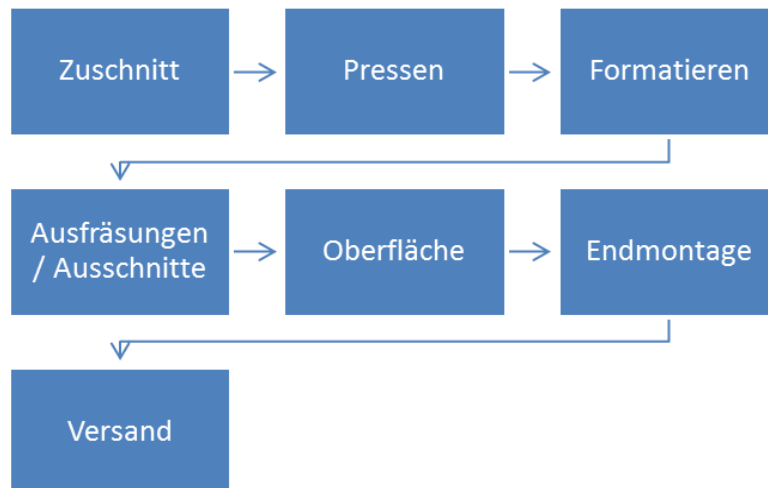 Zuschnitt
Pressen
Formatieren
Ausfräsungen
/ Ausschnitte
Oberfläche
Endmontage
Versand